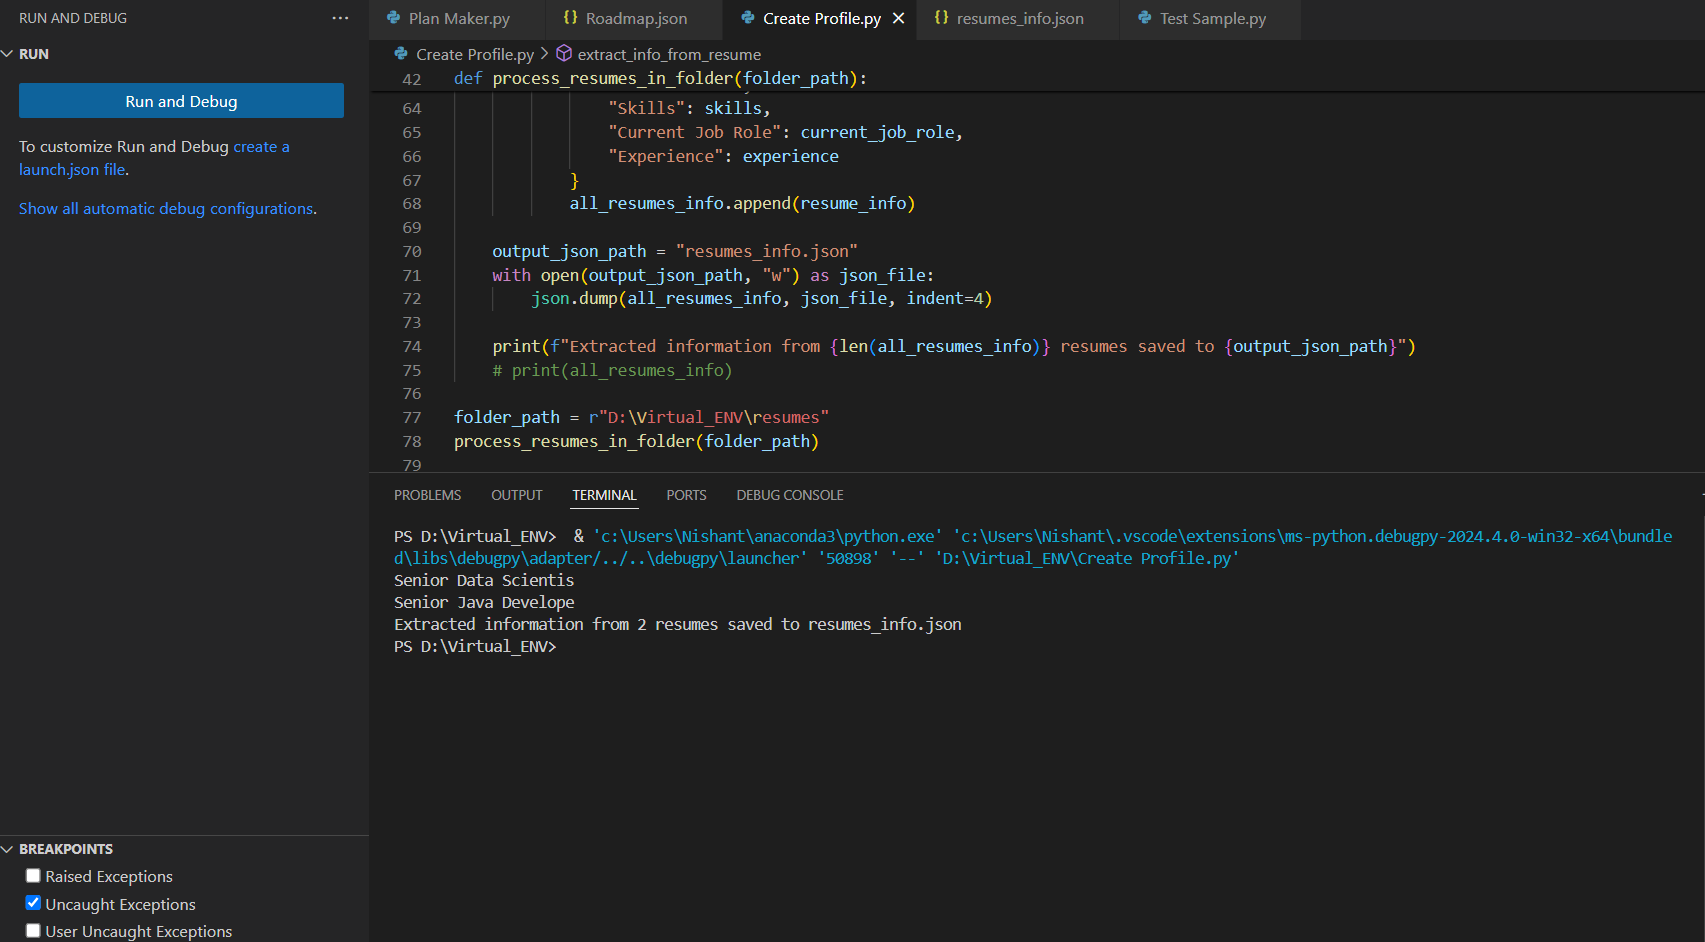 RUN AND DEBUG
RUN
Run and Debug
To customize Run and Debug create a
launch.json file.
Show all automatic debug configurations.
BREAKPOINTS
Raised Exceptions
Uncaught Exceptions
User Uncaught Exceptions
Plan Maker.py
{} Roadmap.json
Create Profile.py
{} resumes_info.json
Test Sample.py
Create Profile.py > extract_info_from_resume
42 def process_resumes_in_folder(folder_path):
64 "Skills": skills,
65 "Current Job Role": current_job_role,
66 "Experience": experience
67 }
68 all_resumes_info.append(resume_info)
69
70 output_json_path = "resumes_info.json"
71 with open(output_json_path, "w") as json_file:
72 json.dump(all_resumes_info, json_file, indent=4)
73
74 print(f"Extracted information from {len(all_resumes_info)} resumes saved to {output_json_path}")
75 # print(all_resumes_info)
76
77 folder_path = r"D:\Virtual_ENV\resumes"
78 process_resumes_in_folder(folder_path)
79
PROBLEMS OUTPUT TERMINAL PORTS DEBUG CONSOLE
PS D:\Virtual_ENV> & 'c:\Users\Nishant\anaconda3\python.exe' 'c:\Users\Nishant\.vscode\extensions\ms-python.debugpy-2024.4.0-win32-x64\bundle
d\libs\debugpy\adapter/../..\debugpy\launcher' '50898' '--' 'D:\Virtual_ENV\Create Profile.py'
Senior Data Scientis
Senior Java Develope
Extracted information from 2 resumes saved to resumes_info.json
PS D:\Virtual_ENV>